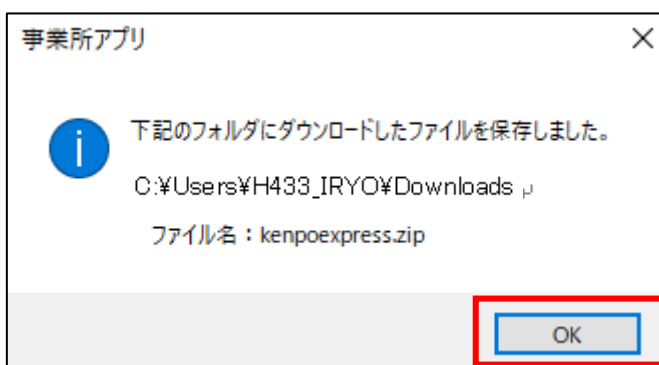 事業所アプリ
下記のフォルダにダウンロードしたファイルを保存しました。
C:¥Users¥H433_IRYO¥Downloads
ファイル名：kenpoexpress.zip
OK